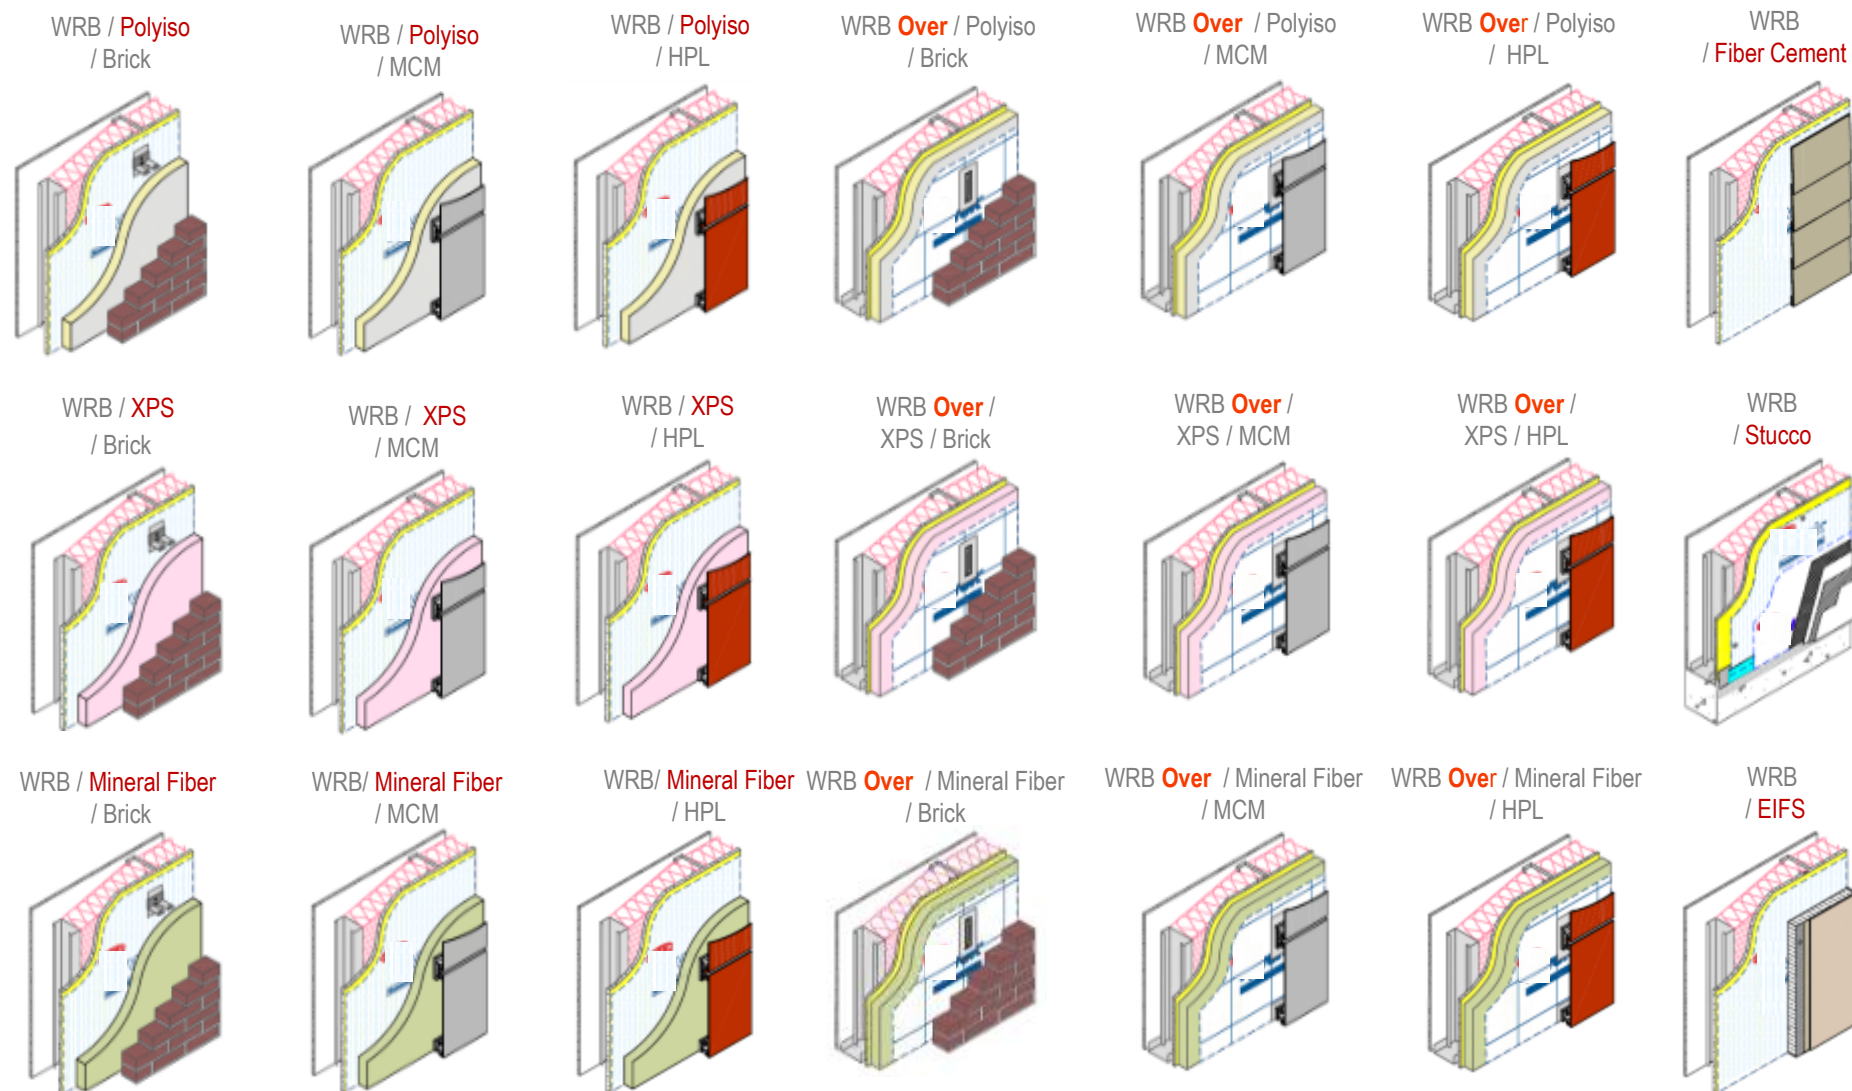 WRB / Polyiso
/ Brick
WRB / Polyiso
/ MCM
WRB / Polyiso
/ HPL
WRB Over / Polyiso
/ Brick
WRB Over / Polyiso
/ MCM
WRB Over / Polyiso
/ HPL
WRB
/ Fiber Cement
WRB / XPS
/ Brick
WRB / XPS
/ MCM
WRB / XPS
/ HPL
WRB Over /
XPS / Brick
WRB Over /
XPS / MCM
WRB Over /
XPS / HPL
WRB
/ Stucco
WRB / Mineral Fiber
/ Brick
WRB/ Mineral Fiber
/ MCM
WRB/ Mineral Fiber
/ HPL
WRB Over / Mineral Fiber
/ Brick
WRB Over / Mineral Fiber
/ MCM
WRB Over / Mineral Fiber
/ HPL
WRB
/ EIFS